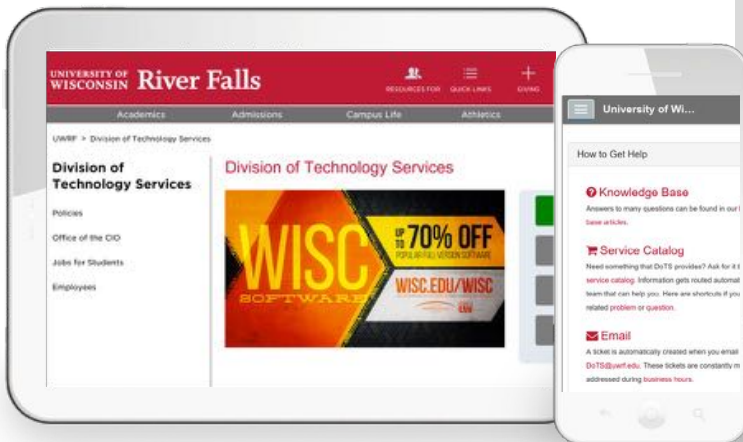 UNIVERSITY OF WISCONSIN River Falls
RESOURCES FOR QUICK LINKS GIVING
Academics Admissions Campus Life Athletics
UWRF > Division of Technology Services
Division of
Technology Services
Policies
Office of the CIO
Jobs for Students
Employees
Division of Technology Services
WISC
SOFTWARE
UP TO 70% OFF
POPULAR FULL VERSION SOFTWARE
WISC.EDU/WISC
University of Wi...
How to Get Help
Knowledge Base
Answers to many questions can be found in our
base articles.
Service Catalog
Need something that DoTS provides? Ask for it
service catalog. Information gets routed automat
team that can help you. Here are shortcuts if you
related problem or question.
Email
A ticket is automatically created when you email
DoTS@uwrf.edu. These tickets are constantly m
addressed during business hours.